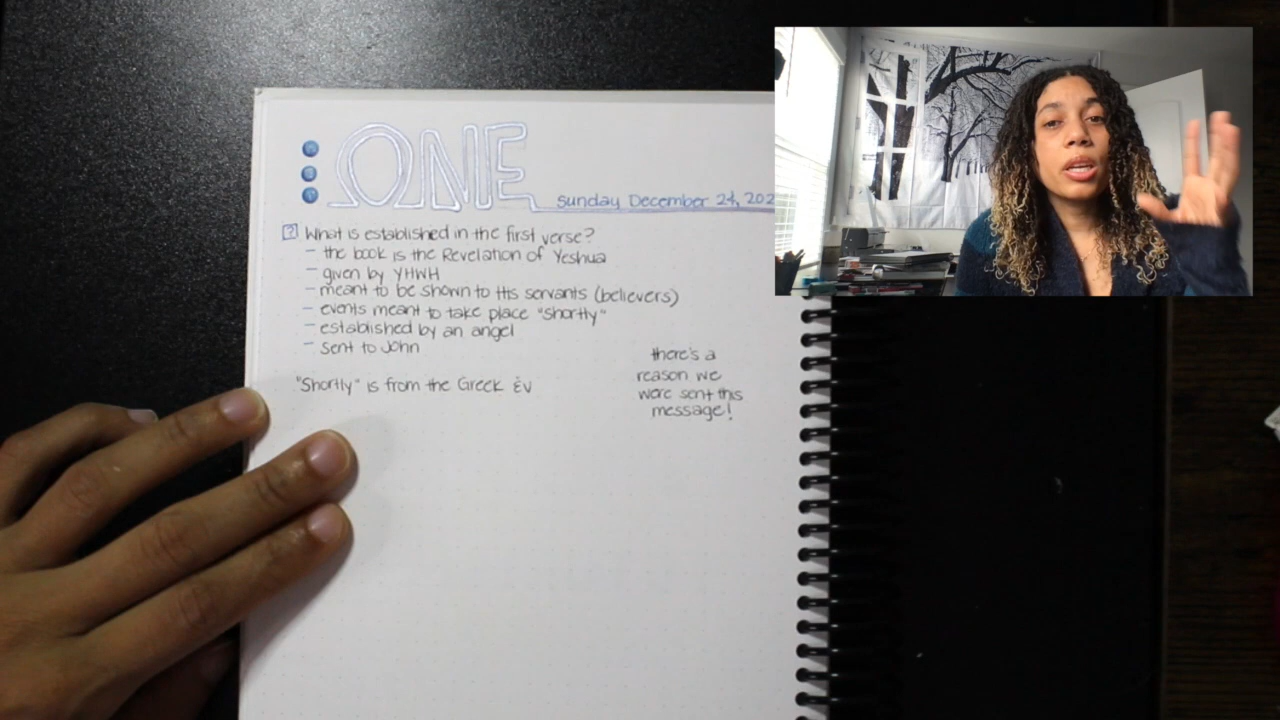 ONE
Sunday December 24, 202
? What is established in the first verse?
- the book is the Revelation of Yeshua
- given by YHWH
- meant to be shown to His servants (believers)
- events meant to take place "shortly"
- established by an angel
- sent to John
"Shortly" is from the Greek ἐν
there's a
reason we
were sent this
message!